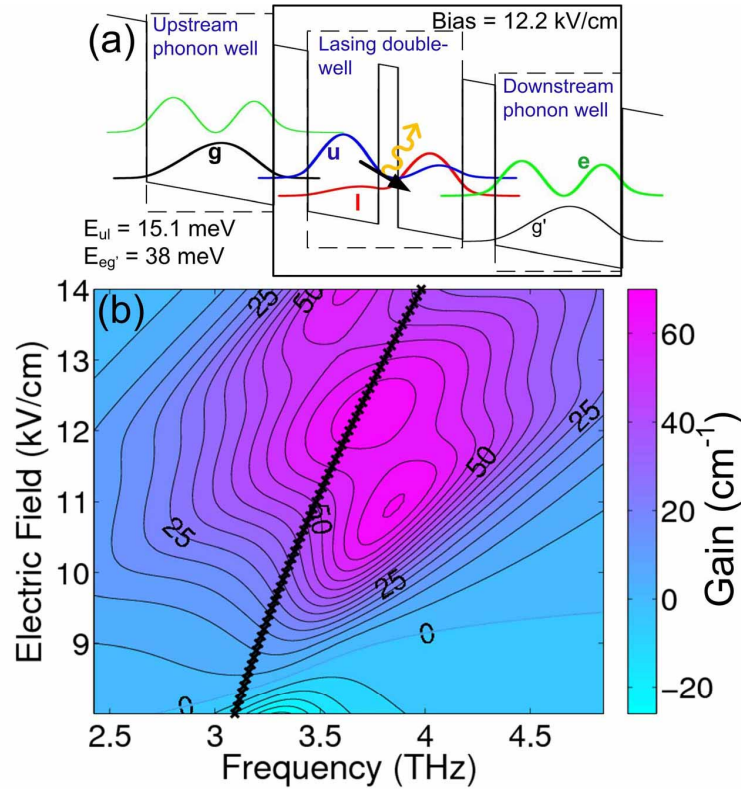 (a)
Upstream
phonon well
Bias = 12.2 kV/cm
Lasing double-
well
Downstream
phonon well
g
u
l
e
g'
E_ul = 15.1 meV
E_eg' = 38 meV
(b)
14
13
12
11
10
9
Electric Field (kV/cm)
25
50
25
50
50
25
25
0
0
2.5
3
3.5
4
4.5
Frequency (THz)
60
40
20
0
−20
Gain (cm⁻¹)